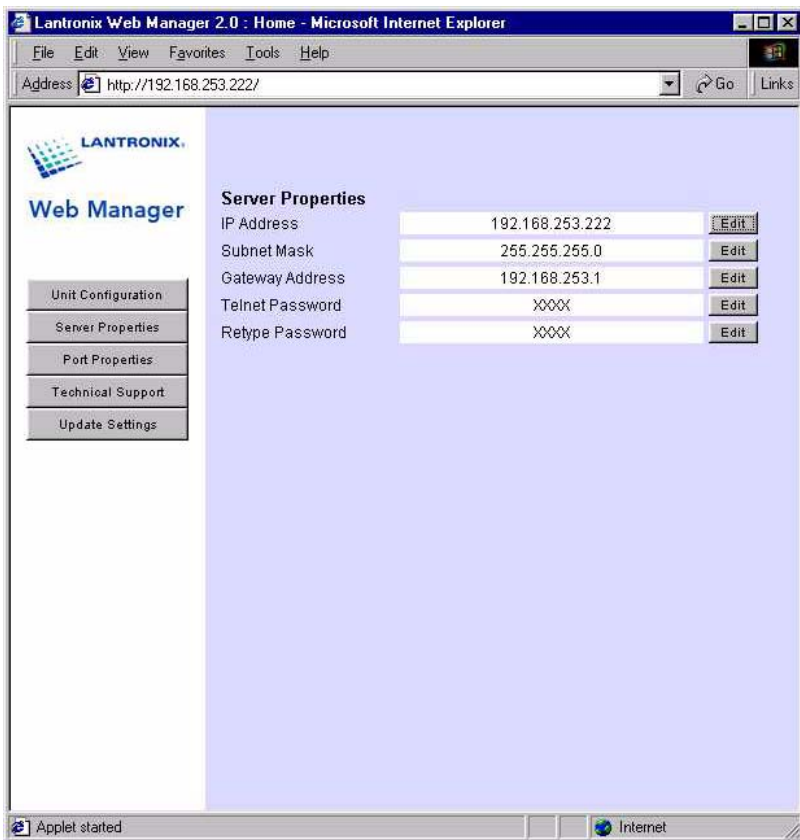 Lantronix Web Manager 2.0 : Home - Microsoft Internet Explorer
File Edit View Favorites Tools Help
Address http://192.168.253.222/ Go Links
LANTRONIX.
Web Manager
Unit Configuration
Server Properties
Port Properties
Technical Support
Update Settings
Server Properties
IP Address 192.168.253.222 Edit
Subnet Mask 255.255.255.0 Edit
Gateway Address 192.168.253.1 Edit
Telnet Password XXXX Edit
Retype Password XXXX Edit
Applet started Internet